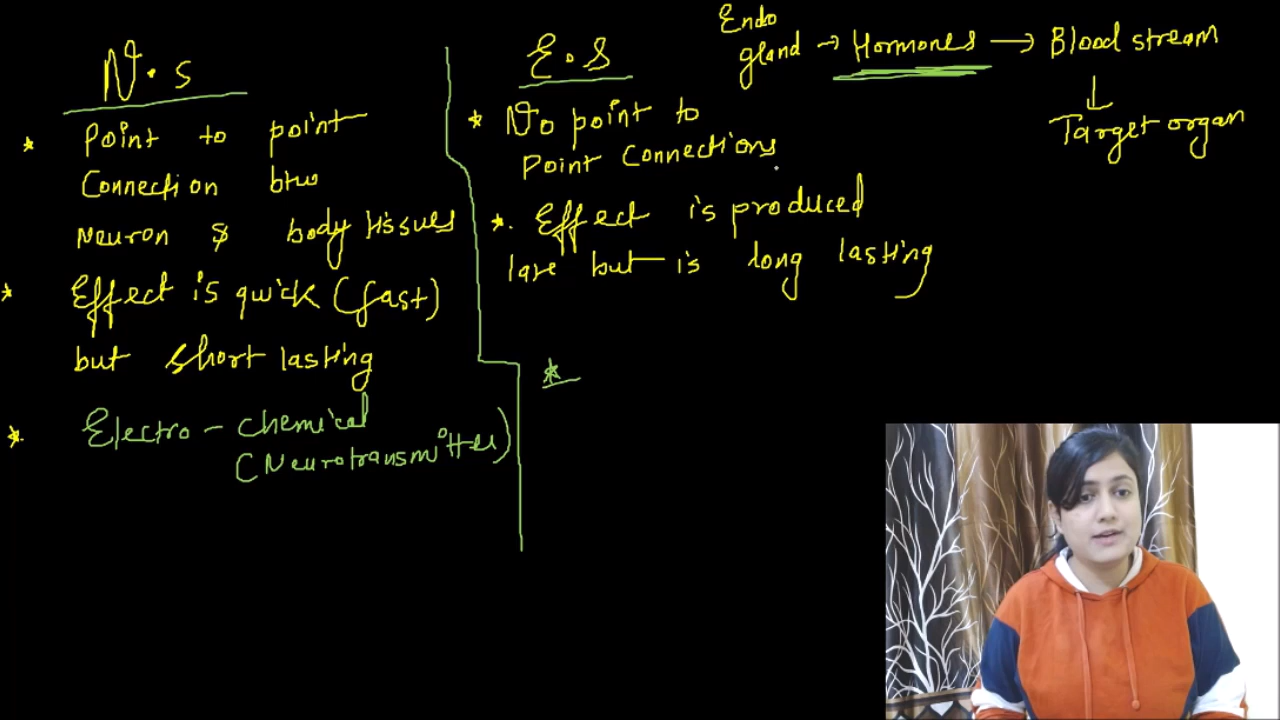 N.S
* Point to point
Connection btw
Neuron & body tissues
* Effect is quick (fast)
but short lasting
* Electro - chemical
(Neurotransmitter)
E.S
* No point to
Point Connections
*. Effect is produced
late but is long lasting
*
Endo
gland → Hormones → Blood stream
↓
Target organ